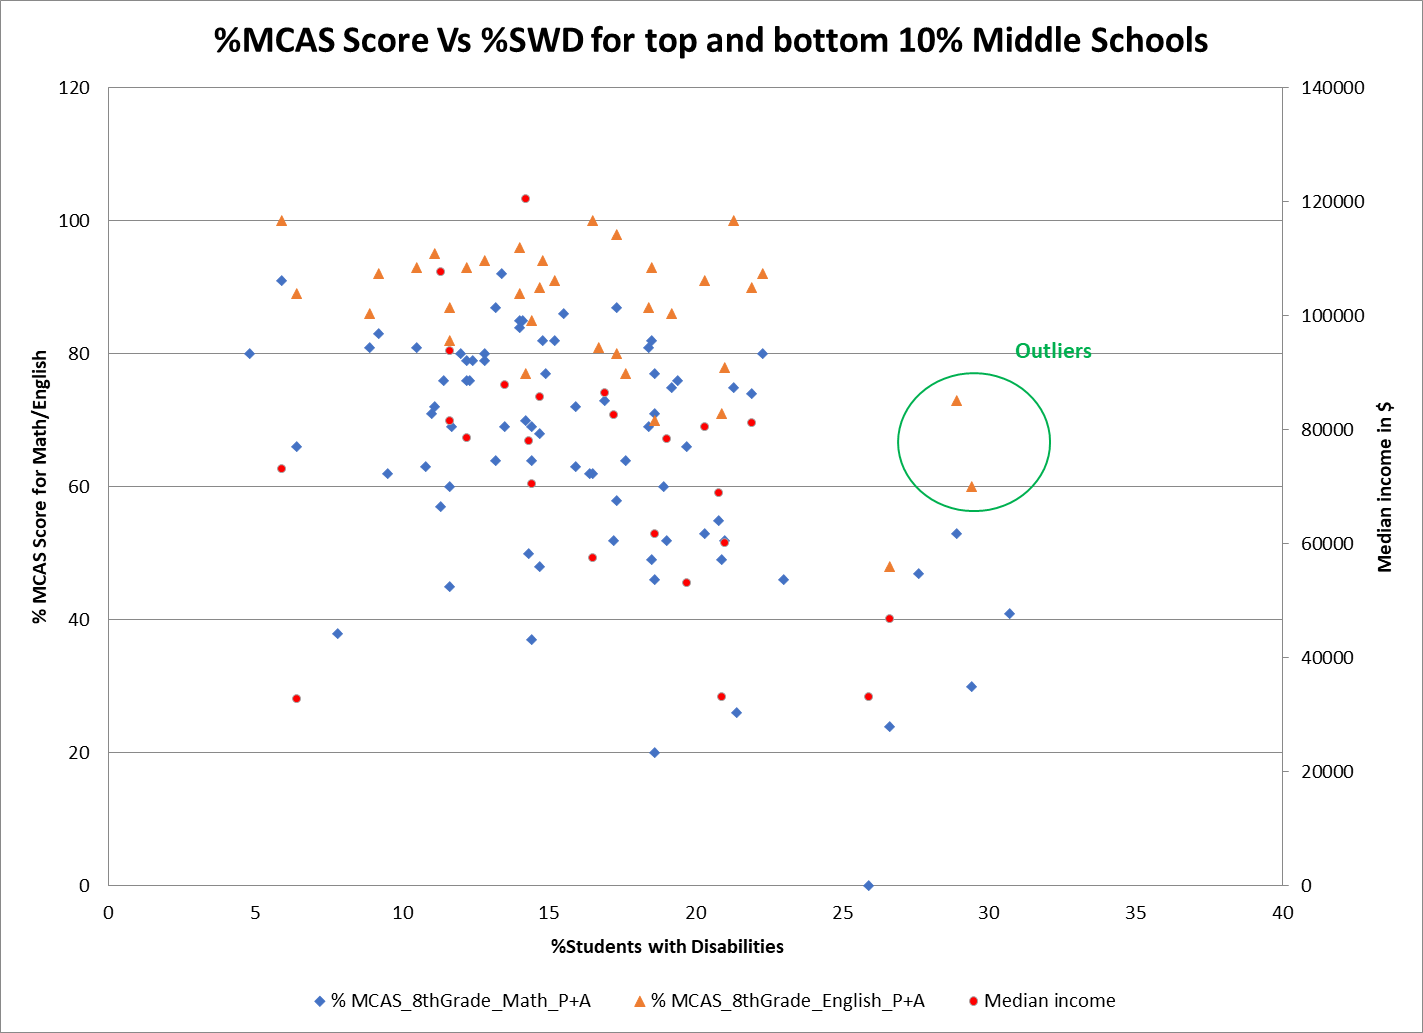 %MCAS Score Vs %SWD for top and bottom 10% Middle Schools
% MCAS Score for Math/English
120
100
80
60
40
20
0
140000
120000
100000
80000
60000
40000
20000
0
Median income in $
Outliers
0 5 10 15 20 25 30 35 40
%Students with Disabilities
% MCAS_8thGrade_Math_P+A % MCAS_8thGrade_English_P+A Median income